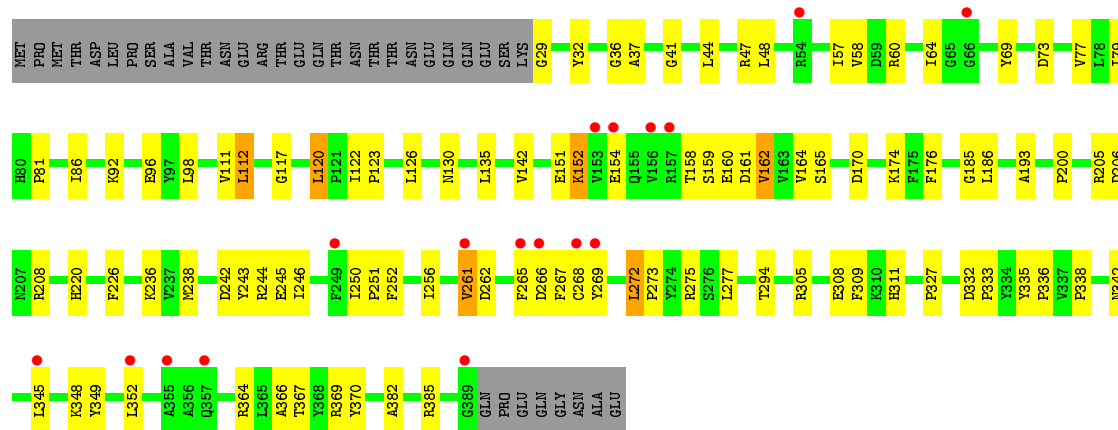 MET PRO MET THR ASP LEU PRO SER ALA VAL THR ASN GLU ARG THR GLU GLN THR ASN THR THR ASN GLU GLN GLN GLU SER LYS G29 Y32 G36 A37 G41 L44 R47 L48 R54 I57 V58 D59 R60 I64 G65 G66 Y69 D73 V77 L78 I79
H80 P81 I86 K92 E96 Y97 L98 V111 L112 G117 L120 P121 I122 P123 L126 N130 L135 V142 E151 K152 V153 E154 Q155 V156 R157 T158 S159 E160 D161 V162 V163 V164 S165 D170 K174 F175 F176 G185 L186 A193 P200 R205 D206
N207 R208 H220 F226 K236 V237 M238 D242 Y243 R244 E245 I246 F249 I250 P251 F252 I256 V261 D262 F265 D266 F267 C268 Y269 L272 P273 Y274 R275 S276 L277 T294 R305 E308 F309 K310 H311 P327 D332 P333 Y334 Y335 P336 V337 P338 N342
L345 K348 Y349 L352 A355 A356 Q357 R364 L365 A366 T367 Y368 R369 Y370 A382 R385 G389 GLN PRO GLU GLN GLY ASN ALA GLU